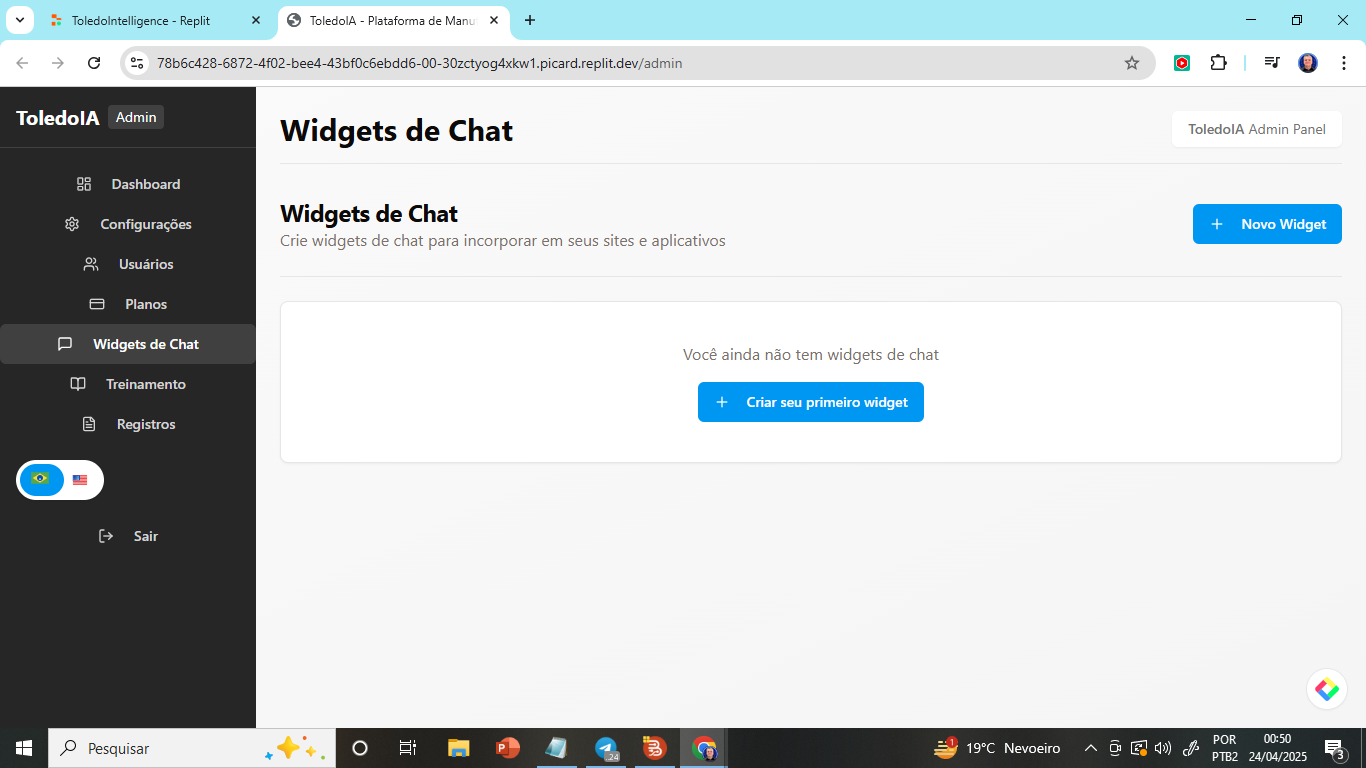 ToledoIntelligence - Replit
ToledoIA - Plataforma de Manu
78b6c428-6872-4f02-bee4-43bf0c6ebdd6-00-30zctyog4xkw1.picard.replit.dev/admin
ToledoIA Admin
Dashboard
Configurações
Usuários
Planos
Widgets de Chat
Treinamento
Registros
Sair
Widgets de Chat
ToledoIA Admin Panel
Widgets de Chat
Crie widgets de chat para incorporar em seus sites e aplicativos
Novo Widget
Você ainda não tem widgets de chat
Criar seu primeiro widget
Pesquisar
.24
1
19°C Nevoeiro
POR
PTB2
00:50
24/04/2025
3